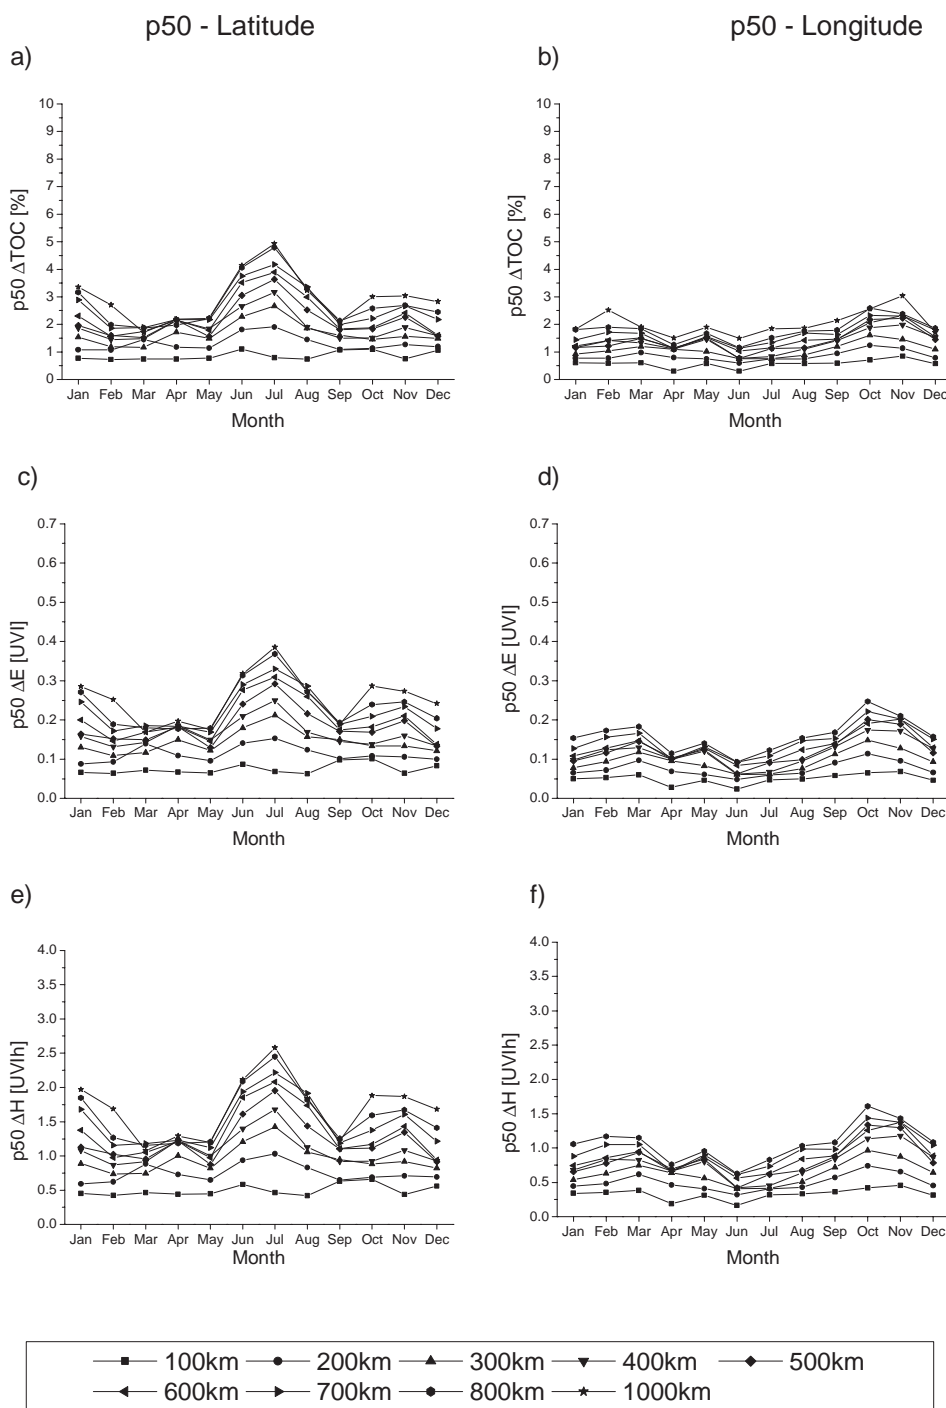 p50 - Latitude
p50 - Longitude
a)
b)
10
9
8
7
6
5
4
3
2
1
0
p50 ΔTOC [%]
Jan Feb Mar Apr May Jun Jul Aug Sep Oct Nov Dec
Month
10
9
8
7
6
5
4
3
2
1
0
p50 ΔTOC [%]
Jan Feb Mar Apr May Jun Jul Aug Sep Oct Nov Dec
Month
c)
d)
0.7
0.6
0.5
0.4
0.3
0.2
0.1
0.0
p50 ΔE [UVI]
Jan Feb Mar Apr May Jun Jul Aug Sep Oct Nov Dec
Month
0.7
0.6
0.5
0.4
0.3
0.2
0.1
0.0
p50 ΔE [UVI]
Jan Feb Mar Apr May Jun Jul Aug Sep Oct Nov Dec
Month
e)
f)
4.0
3.5
3.0
2.5
2.0
1.5
1.0
0.5
0.0
p50 ΔH [UVIh]
Jan Feb Mar Apr May Jun Jul Aug Sep Oct Nov Dec
Month
4.0
3.5
3.0
2.5
2.0
1.5
1.0
0.5
0.0
p50 ΔH [UVIh]
Jan Feb Mar Apr May Jun Jul Aug Sep Oct Nov Dec
Month
100km 200km 300km 400km 500km
600km 700km 800km 1000km